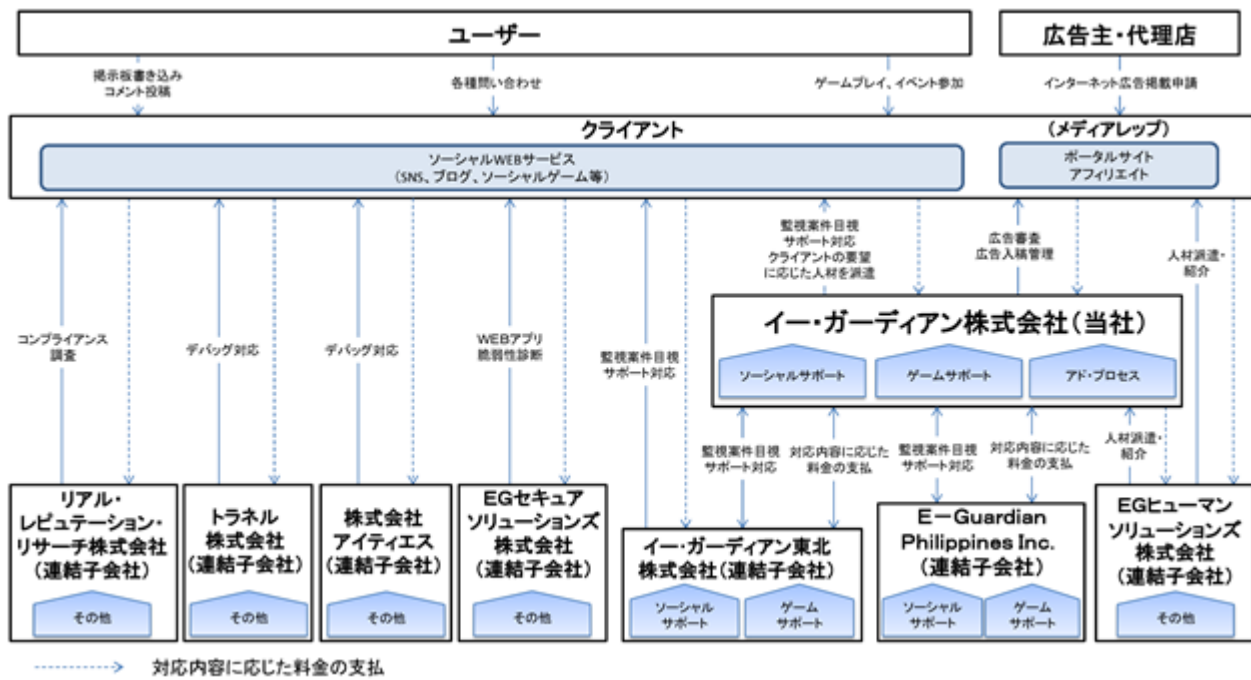 ユーザー
広告主・代理店
掲示板書き込み
コメント投稿
各種問い合わせ
ゲームプレイ、イベント参加
インターネット広告掲載申請
クライアント
（メディアレップ）
ソーシャルWEBサービス
（SNS、ブログ、ソーシャルゲーム等）
ポータルサイト
アフィリエイト
コンプライアンス
調査
デバッグ対応
デバッグ対応
WEBアプリ
脆弱性診断
監視案件目視
サポート対応
監視案件目視
サポート対応
クライアントの要望
に応じた人材を派遣
広告審査
広告入稿管理
人材派遣・
紹介
イー・ガーディアン株式会社（当社）
ソーシャルサポート
ゲームサポート
アド・プロセス
監視案件目視
サポート対応
対応内容に応じた
料金の支払
監視案件目視
サポート対応
対応内容に応じた
料金の支払
人材派遣・
紹介
リアル・
レピュテーション・
リサーチ株式会社
（連結子会社）
その他
トラネル
株式会社
（連結子会社）
その他
株式会社
アイティエス
（連結子会社）
その他
EGセキュア
ソリューションズ
株式会社
（連結子会社）
その他
イー・ガーディアン東北
株式会社（連結子会社）
ソーシャル
サポート
ゲーム
サポート
E－Guardian
Philippines Inc.
（連結子会社）
ソーシャル
サポート
ゲーム
サポート
EGヒューマン
ソリューションズ
株式会社
（連結子会社）
その他
対応内容に応じた料金の支払